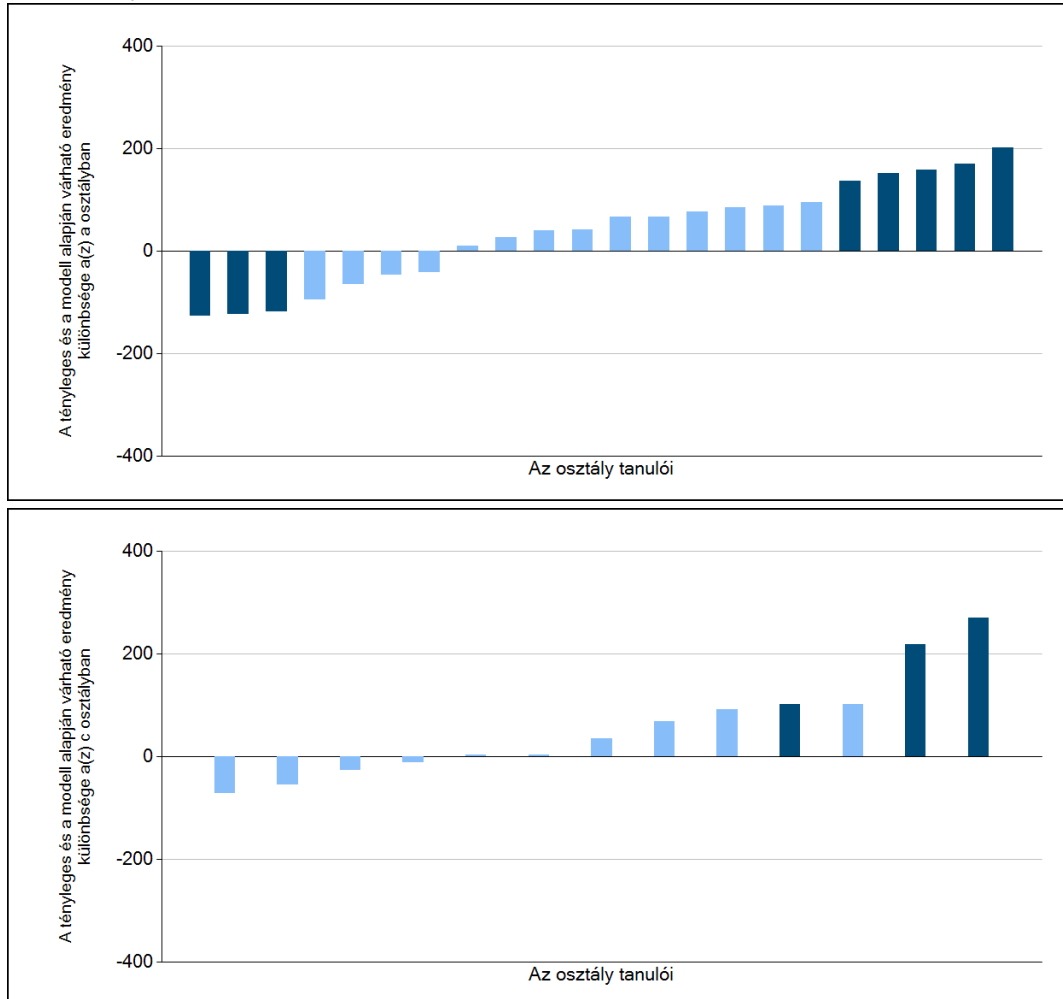 A tényleges és a modell alapján várható eredmény
különbsége a(z) a osztályban
400
200
0
-200
-400
Az osztály tanulói
A tényleges és a modell alapján várható eredmény
különbsége a(z) c osztályban
400
200
0
-200
-400
Az osztály tanulói